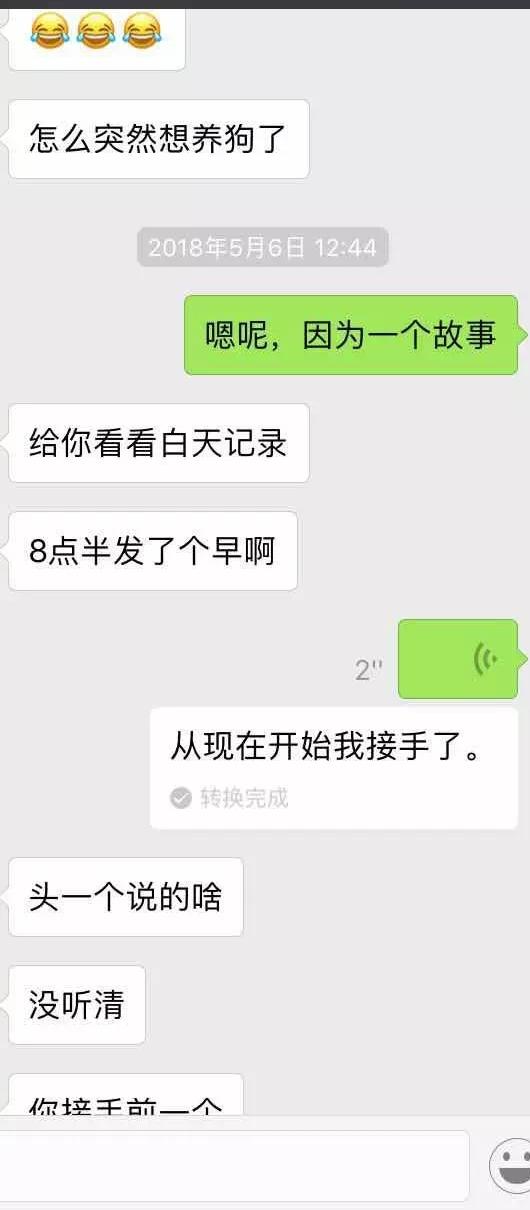 怎么突然想养狗了
2018年5月6日 12:44
嗯呢，因为一个故事
给你看看白天记录
8点半发了个早啊
2"
从现在开始我接手了。
转换完成
头一个说的啥
没听清
你接手前一个